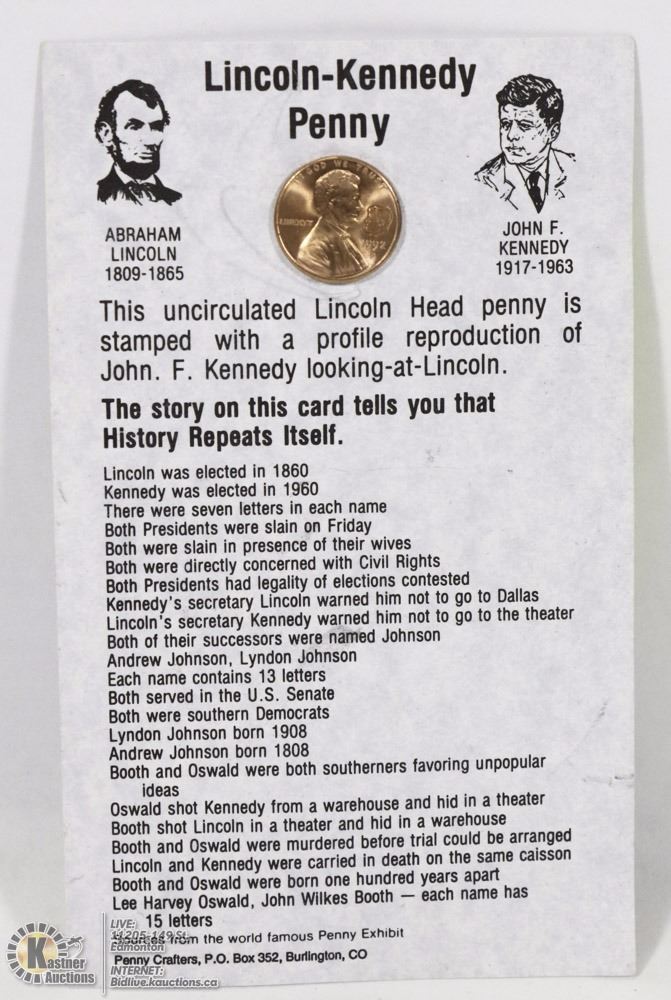 Lincoln-Kennedy
Penny
ABRAHAM
LINCOLN
1809-1865
IN GOD WE TRUST
LIBERTY
1992
JOHN F.
KENNEDY
1917-1963
This uncirculated Lincoln Head penny is
stamped with a profile reproduction of
John. F. Kennedy looking-at-Lincoln.
The story on this card tells you that
History Repeats Itself.
Lincoln was elected in 1860
Kennedy was elected in 1960
There were seven letters in each name
Both Presidents were slain on Friday
Both were slain in presence of their wives
Both were directly concerned with Civil Rights
Both Presidents had legality of elections contested
Kennedy's secretary Lincoln warned him not to go to Dallas
Lincoln's secretary Kennedy warned him not to go to the theater
Both of their successors were named Johnson
Andrew Johnson, Lyndon Johnson
Each name contains 13 letters
Both served in the U.S. Senate
Both were southern Democrats
Lyndon Johnson born 1908
Andrew Johnson born 1808
Booth and Oswald were both southerners favoring unpopular
ideas
Oswald shot Kennedy from a warehouse and hid in a theater
Booth shot Lincoln in a theater and hid in a warehouse
Booth and Oswald were murdered before trial could be arranged
Lincoln and Kennedy were carried in death on the same caisson
Booth and Oswald were born one hundred years apart
Lee Harvey Oswald, John Wilkes Booth — each name has
15 letters
Sources from the world famous Penny Exhibit
Penny Crafters, P.O. Box 352, Burlington, CO
K
Kastner
Auctions
LIVE:
11205-149 St.
Edmonton
INTERNET:
Bidlive.kauctions.ca